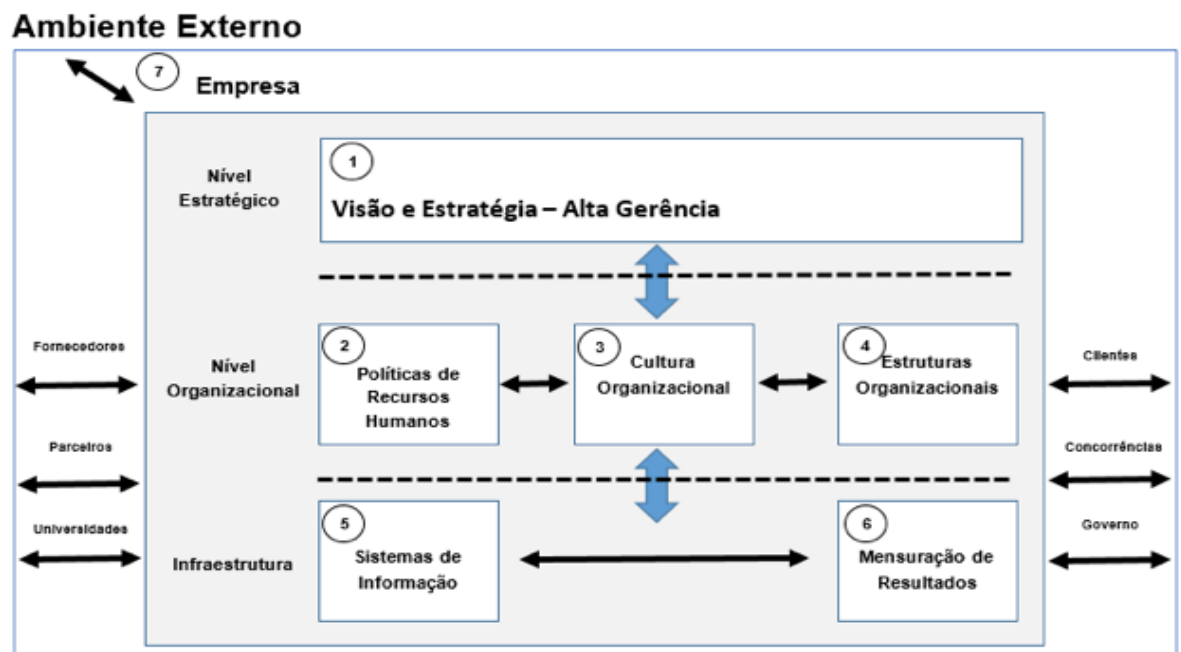 Ambiente Externo
7
Empresa
Nível
Estratégico
1
Visão e Estratégia – Alta Gerência
Fornecedores
Parceiros
Universidades
Nível
Organizacional
2
Políticas de
Recursos
Humanos
3
Cultura
Organizacional
4
Estruturas
Organizacionais
Clientes
Concorrências
Governo
Infraestrutura
5
Sistemas de
Informação
6
Mensuração de
Resultados